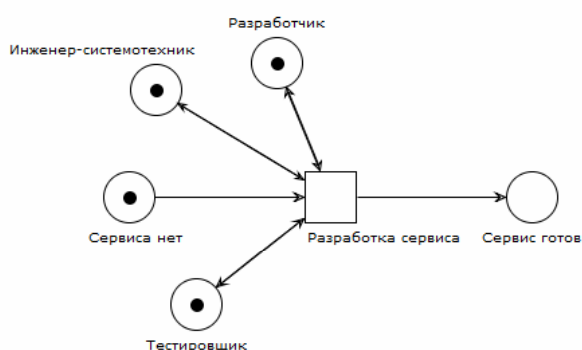 Разработчик
Инженер-системотехник
Сервиса нет
Разработка сервиса
Сервис готов
Тестировщик